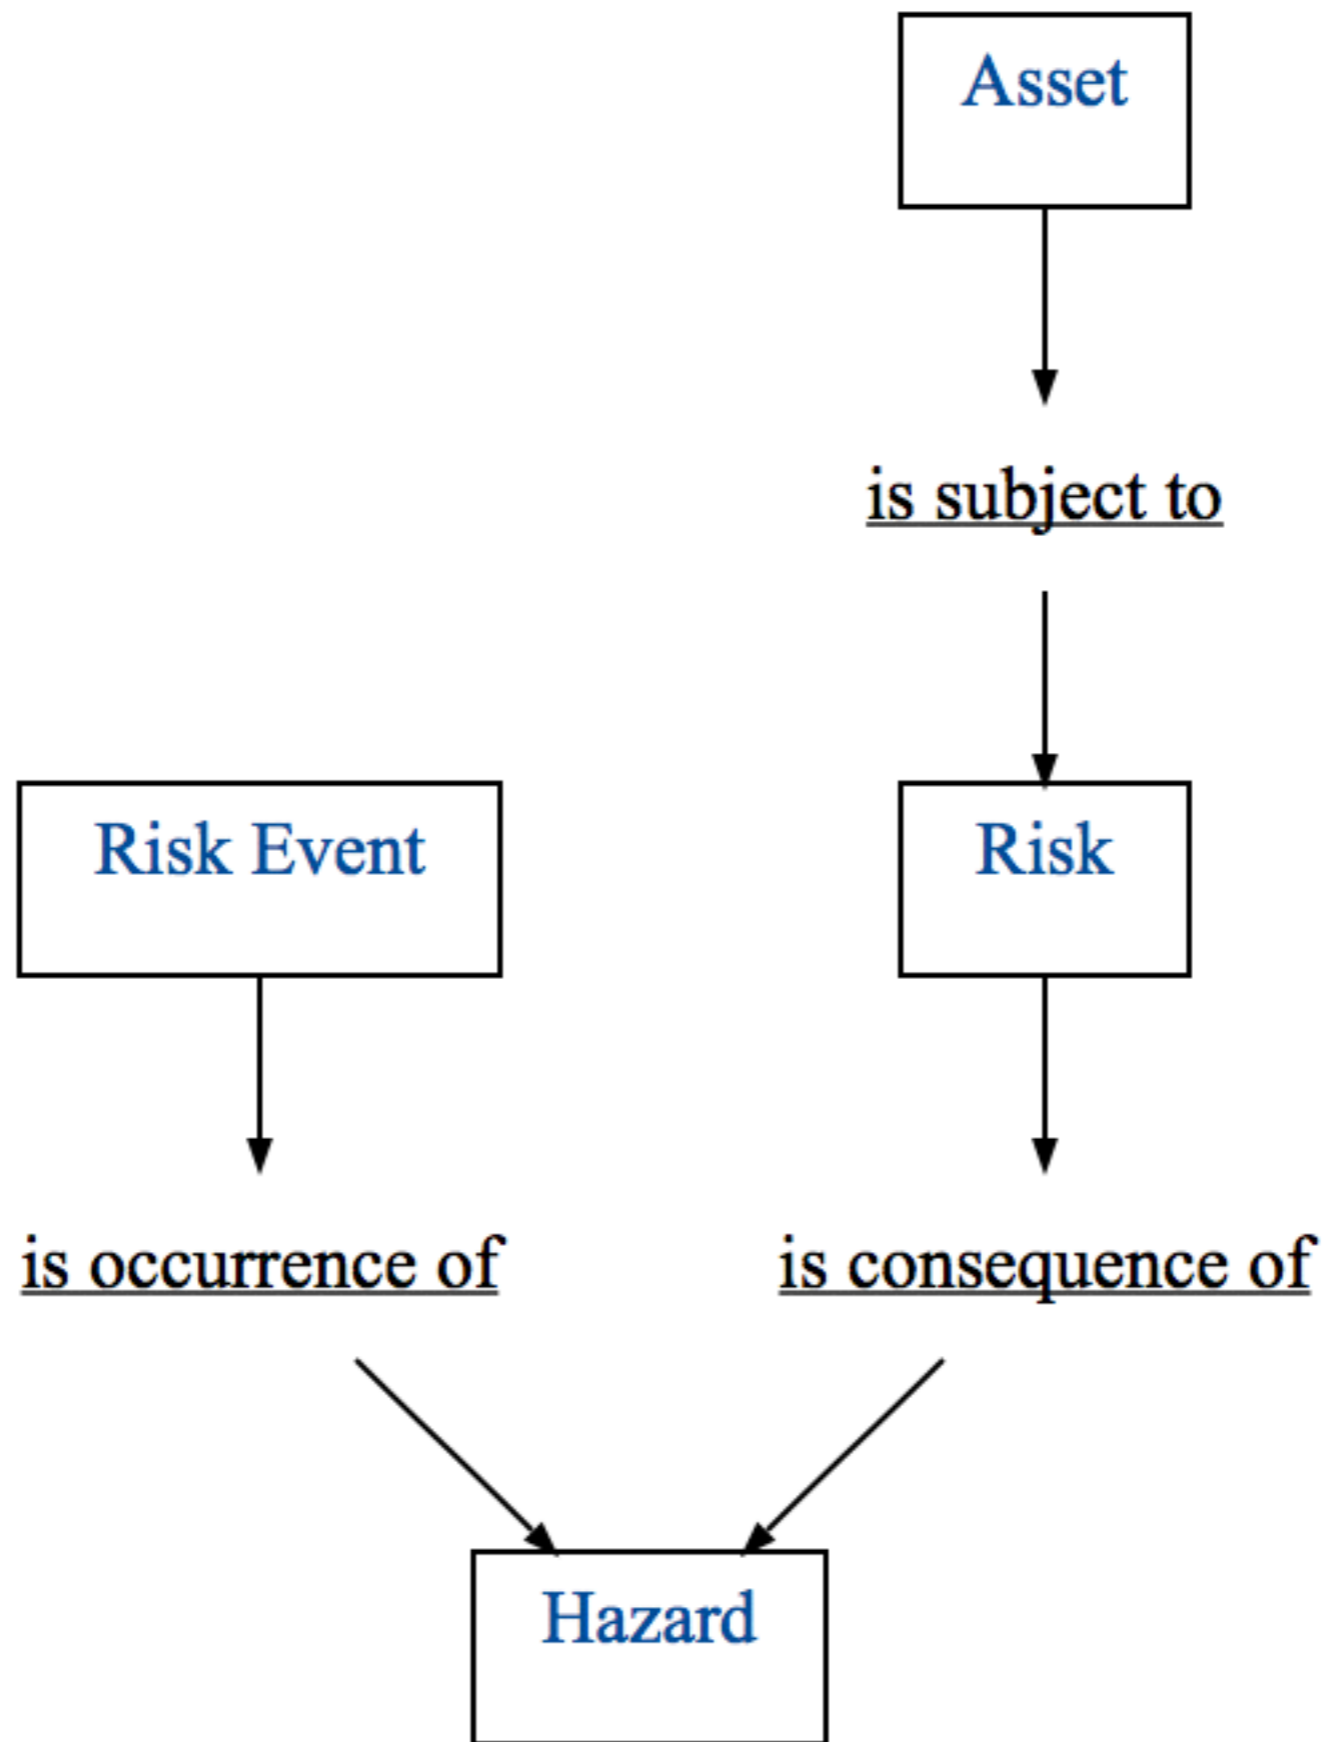 Asset
is subject to
Risk Event
Risk
is occurrence of
is consequence of
Hazard